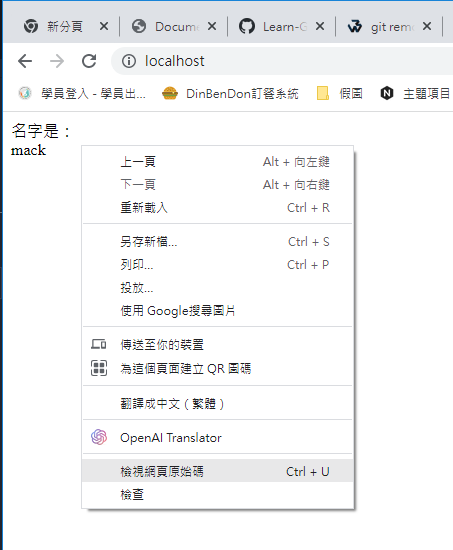 新分頁
Docume
Learn-G
git remo
localhost
學員登入 - 學員出...
DinBenDon訂餐系統
假圖
主題項目
名字是：
mack
上一頁 Alt + 向左鍵
下一頁 Alt + 向右鍵
重新載入 Ctrl + R
另存新檔... Ctrl + S
列印... Ctrl + P
投放...
使用 Google搜尋圖片
傳送至你的裝置
為這個頁面建立 QR 圖碼
翻譯成中文（繁體）
OpenAI Translator
檢視網頁原始碼 Ctrl + U
檢查